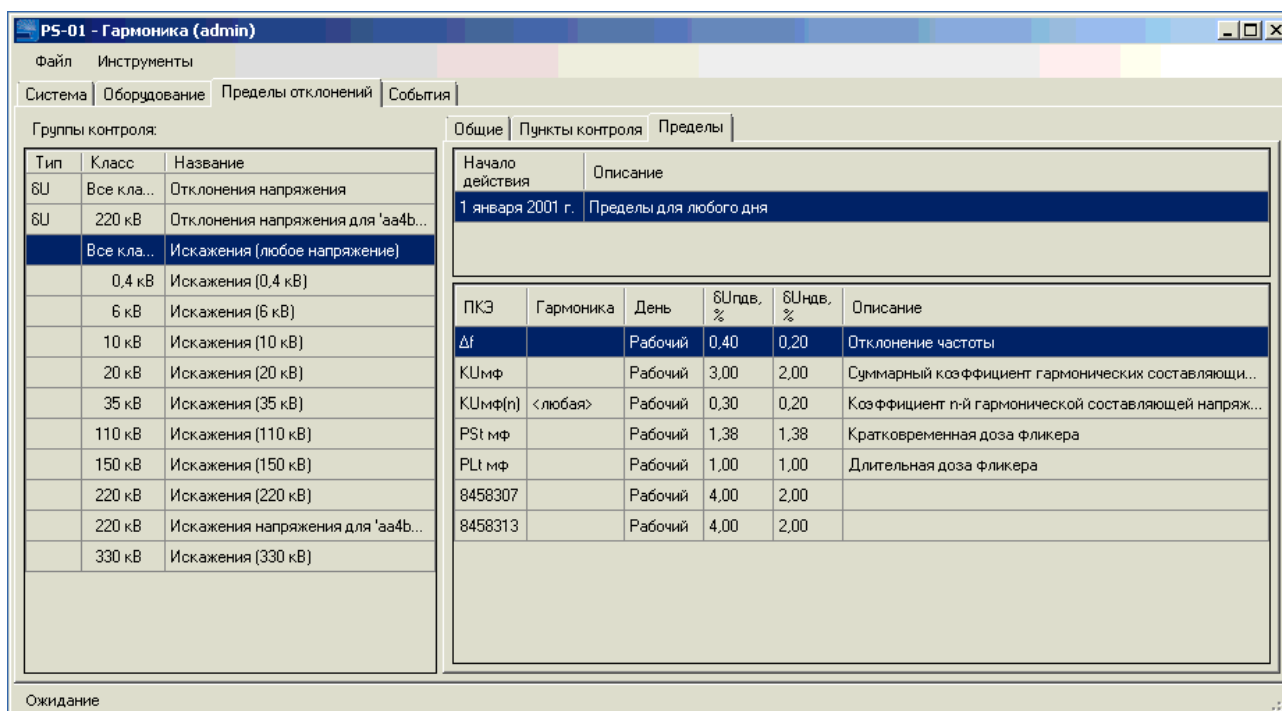 PS-01 - Гармоника (admin)
Файл Инструменты
Система Оборудование Пределы отклонений События
Группы контроля:
Тип Класс Название
δU Все кла... Отклонения напряжения
δU 220 кВ Отклонения напряжения для 'aa4b...
Все кла... Искажения (любое напряжение)
0,4 кВ Искажения (0,4 кВ)
6 кВ Искажения (6 кВ)
10 кВ Искажения (10 кВ)
20 кВ Искажения (20 кВ)
35 кВ Искажения (35 кВ)
110 кВ Искажения (110 кВ)
150 кВ Искажения (150 кВ)
220 кВ Искажения (220 кВ)
220 кВ Искажения напряжения для 'aa4b...
330 кВ Искажения (330 кВ)
Общие Пункты контроля Пределы
Начало
действия Описание
1 января 2001 г. Пределы для любого дня
ПКЭ Гармоника День δUпдв, % δUндв, % Описание
Δf Рабочий 0,40 0,20 Отклонение частоты
KUмф Рабочий 3,00 2,00 Суммарный коэффициент гармонических составляющи...
KUмф(n) <любая> Рабочий 0,30 0,20 Коэффициент n-й гармонической составляющей напряж...
PSt мф Рабочий 1,38 1,38 Кратковременная доза фликера
PLt мф Рабочий 1,00 1,00 Длительная доза фликера
8458307 Рабочий 4,00 2,00
8458313 Рабочий 4,00 2,00
Ожидание